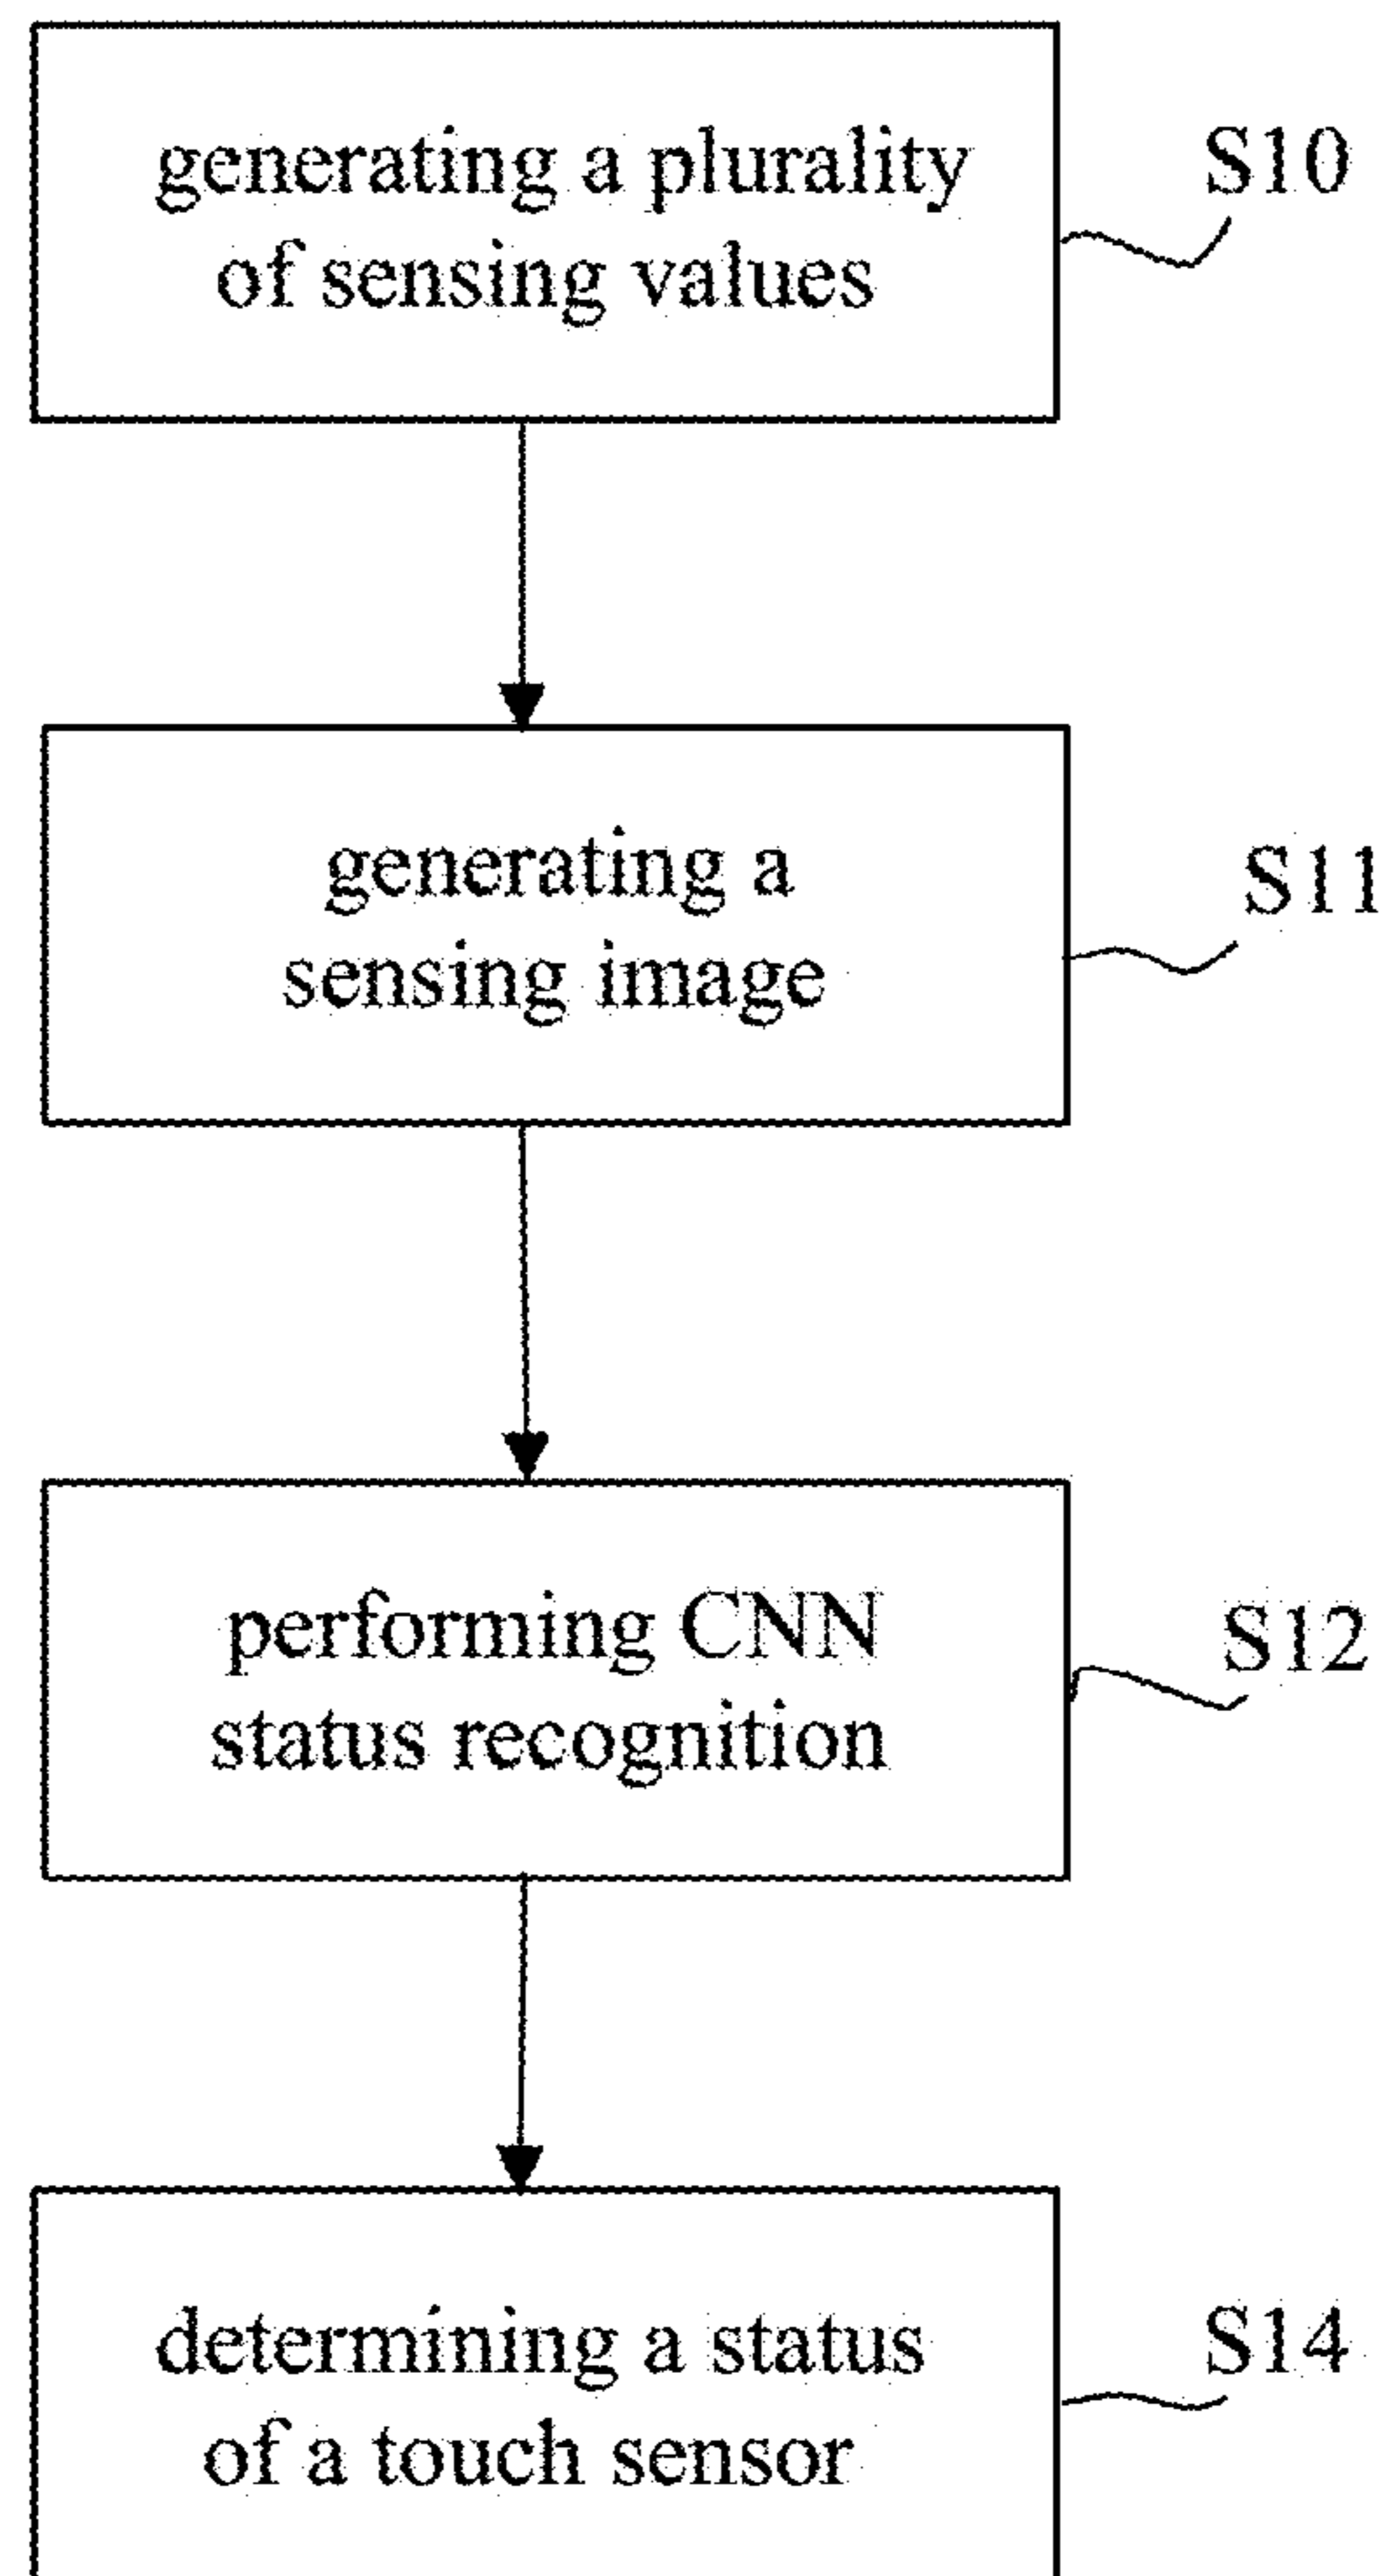 generating a plurality
of sensing values
S10
generating a
sensing image
S11
performing CNN
status recognition
S12
determining a status
of a touch sensor
S14